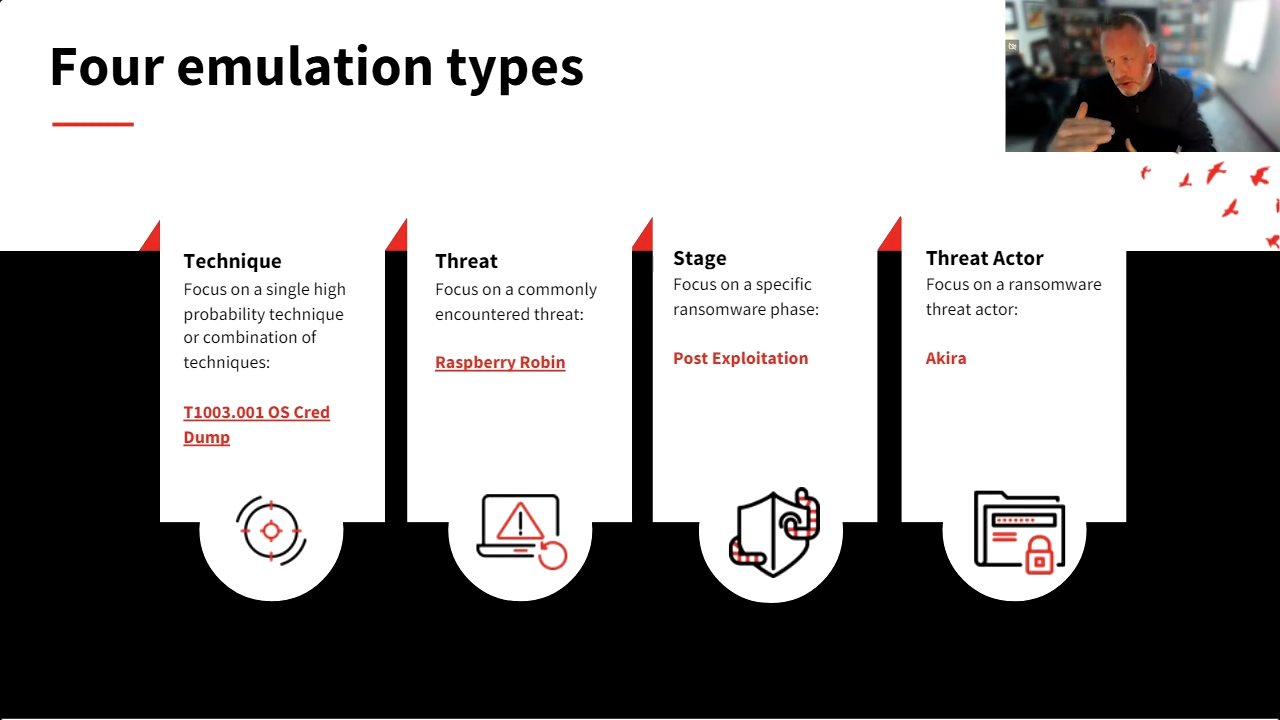 Four emulation types
Technique
Focus on a single high
probability technique
or combination of
techniques:
T1003.001 OS Cred
Dump
Threat
Focus on a commonly
encountered threat:
Raspberry Robin
Stage
Focus on a specific
ransomware phase:
Post Exploitation
Threat Actor
Focus on a ransomware
threat actor:
Akira